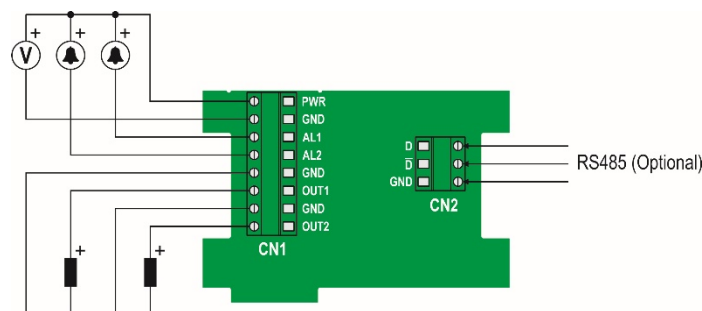 + + +
V
PWR
GND
AL1
AL2
GND
OUT1
GND
OUT2
CN1
+ +
D
D̅
GND
CN2
RS485 (Optional)